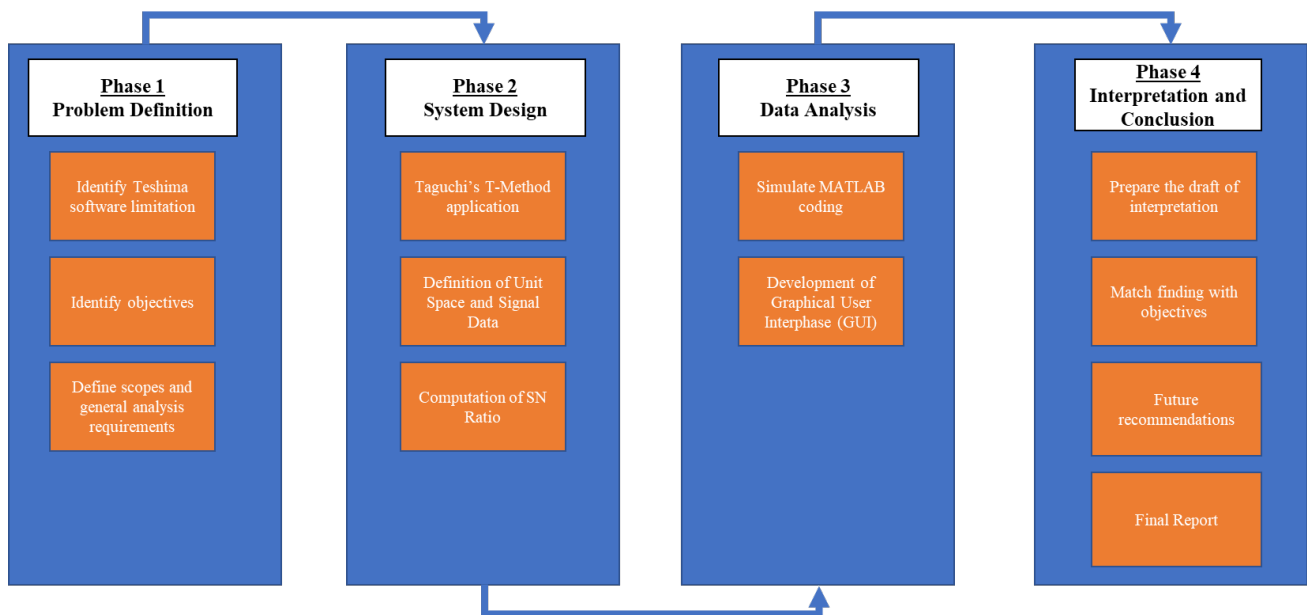 Phase 1
Problem Definition
Identify Teshima
software limitation
Identify objectives
Define scopes and
general analysis
requirements
Phase 2
System Design
Taguchi's T-Method
application
Definition of Unit
Space and Signal
Data
Computation of SN
Ratio
Phase 3
Data Analysis
Simulate MATLAB
coding
Development of
Graphical User
Interphase (GUI)
Phase 4
Interpretation and
Conclusion
Prepare the draft of
interpretation
Match finding with
objectives
Future
recommendations
Final Report